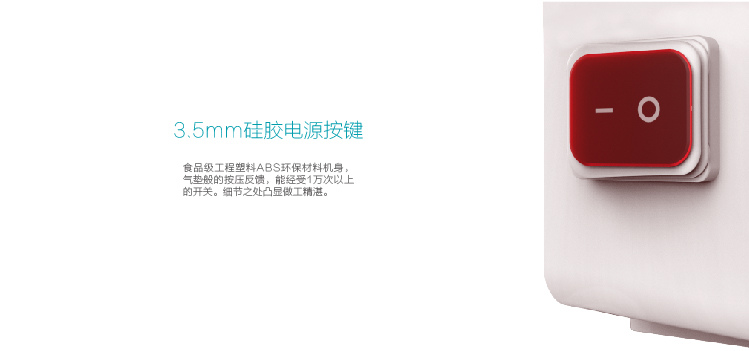 3.5mm硅胶电源按键
食品级工程塑料ABS环保材料机身，
气垫般的按压反馈，能经受1万次以上
的开关。细节之处凸显做工精湛。